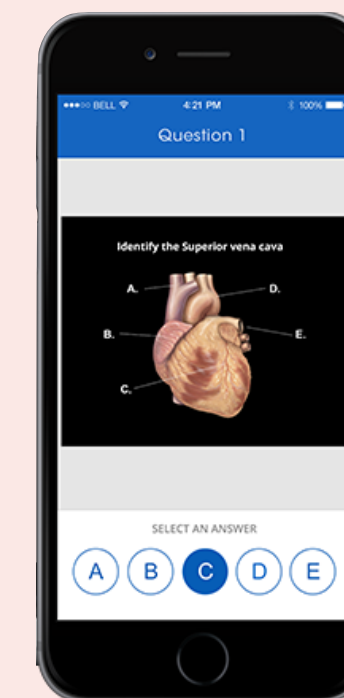 BELL 4:21 PM 100%
Question 1
Identify the Superior vena cava
A. D.
B. E.
C.
SELECT AN ANSWER
A B C D E